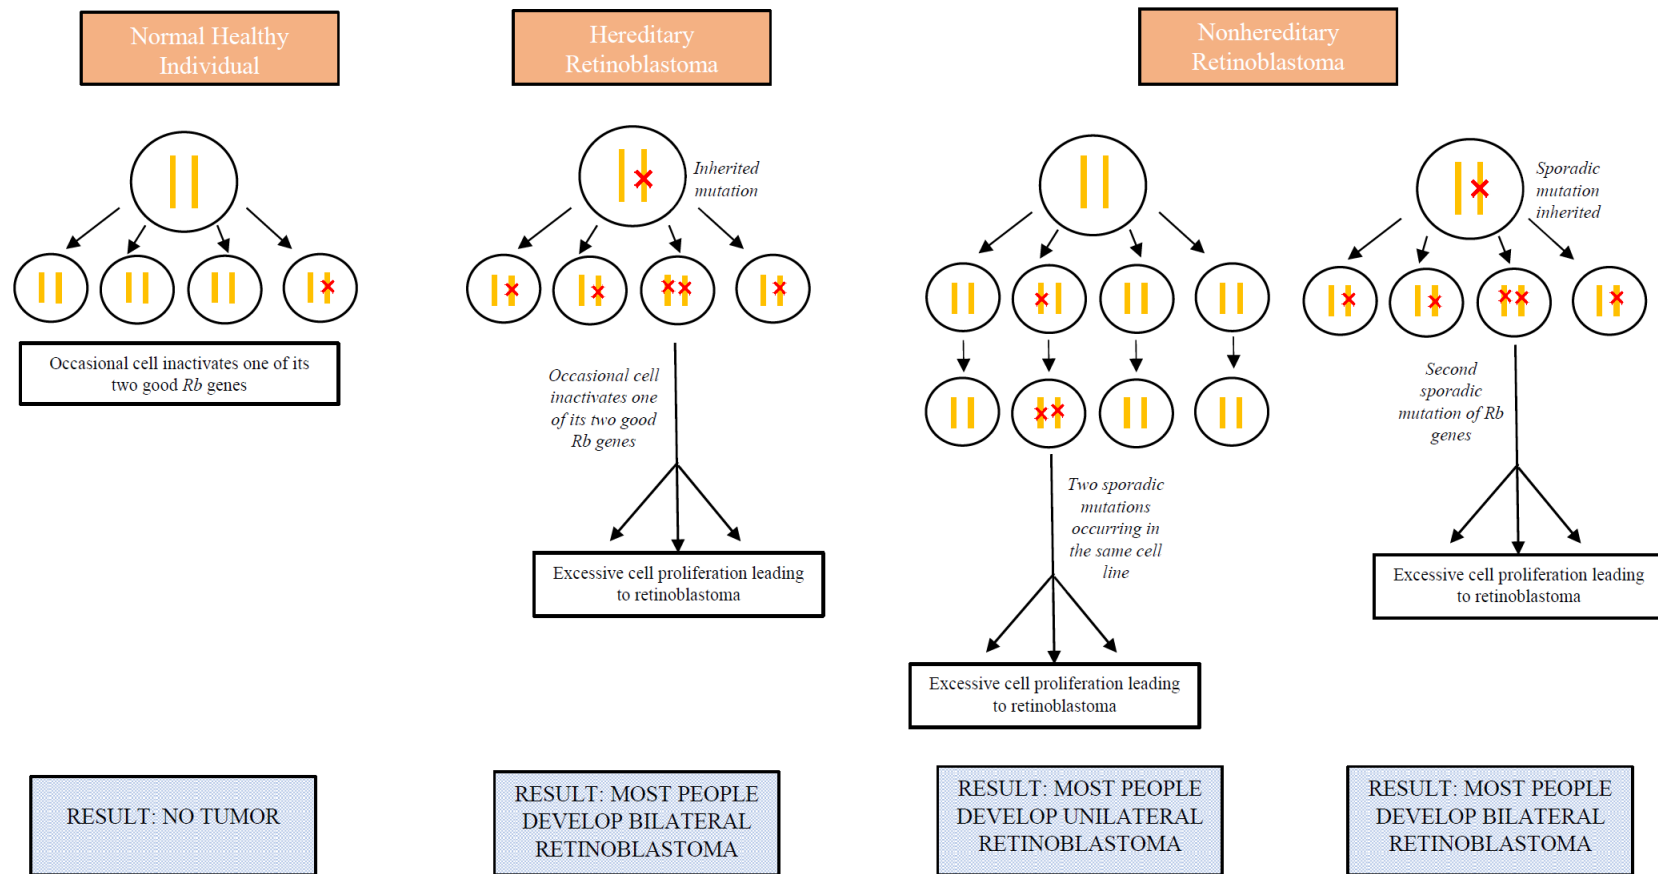 Normal Healthy
Individual
Hereditary
Retinoblastoma
Nonhereditary
Retinoblastoma
Inherited
mutation
Sporadic
mutation
inherited
Occasional cell inactivates one of its
two good Rb genes
Occasional cell
inactivates one
of its two good
Rb genes
Second
sporadic
mutation of Rb
genes
Two sporadic
mutations
occurring in
the same cell
line
Excessive cell proliferation leading
to retinoblastoma
Excessive cell proliferation leading
to retinoblastoma
Excessive cell proliferation leading
to retinoblastoma
RESULT: NO TUMOR
RESULT: MOST PEOPLE
DEVELOP BILATERAL
RETINOBLASTOMA
RESULT: MOST PEOPLE
DEVELOP UNILATERAL
RETINOBLASTOMA
RESULT: MOST PEOPLE
DEVELOP BILATERAL
RETINOBLASTOMA